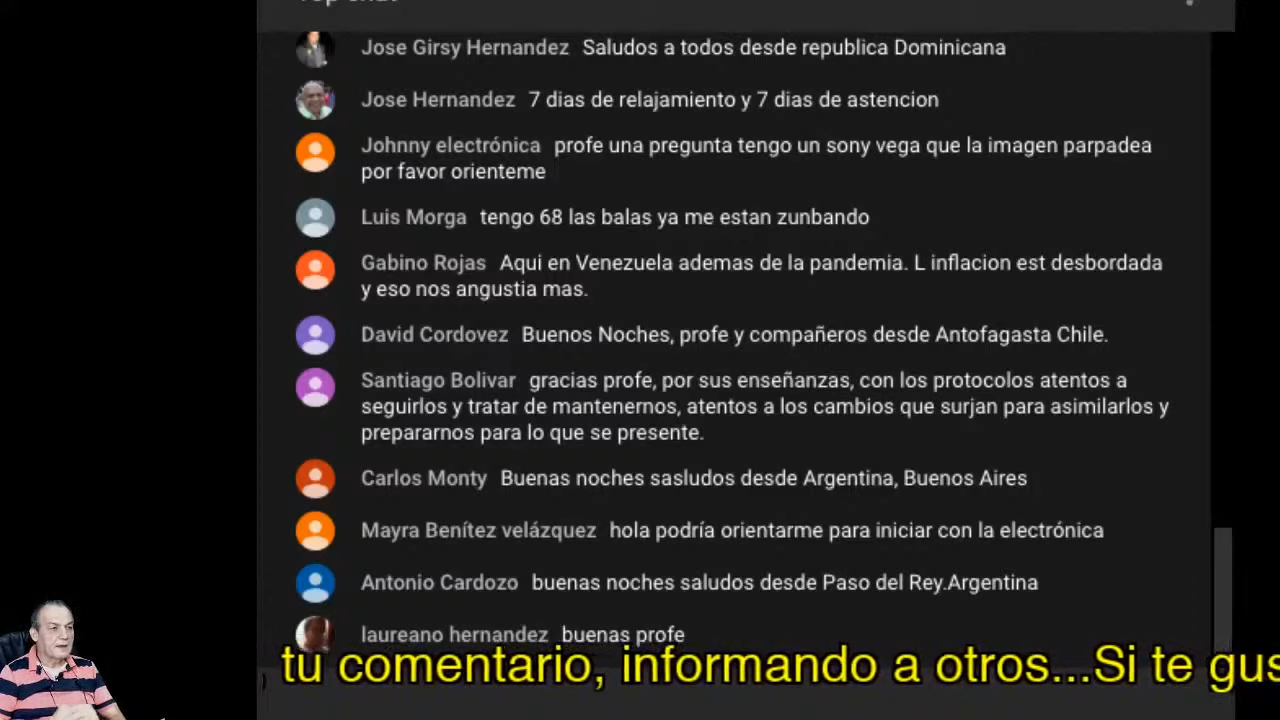 Top chat
Jose Girsy Hernandez Saludos a todos desde republica Dominicana
Jose Hernandez 7 dias de relajamiento y 7 dias de astencion
Johnny electrónica profe una pregunta tengo un sony vega que la imagen parpadea
por favor orienteme
Luis Morga tengo 68 las balas ya me estan zunbando
Gabino Rojas Aqui en Venezuela ademas de la pandemia. L inflacion est desbordada
y eso nos angustia mas.
David Cordovez Buenos Noches, profe y compañeros desde Antofagasta Chile.
Santiago Bolivar gracias profe, por sus enseñanzas, con los protocolos atentos a
seguirlos y tratar de mantenernos, atentos a los cambios que surjan para asimilarlos y
prepararnos para lo que se presente.
Carlos Monty Buenas noches sasludos desde Argentina, Buenos Aires
Mayra Benítez velázquez hola podría orientarme para iniciar con la electrónica
Antonio Cardozo buenas noches saludos desde Paso del Rey.Argentina
laureano hernandez buenas profe
tu comentario, informando a otros...Si te gus